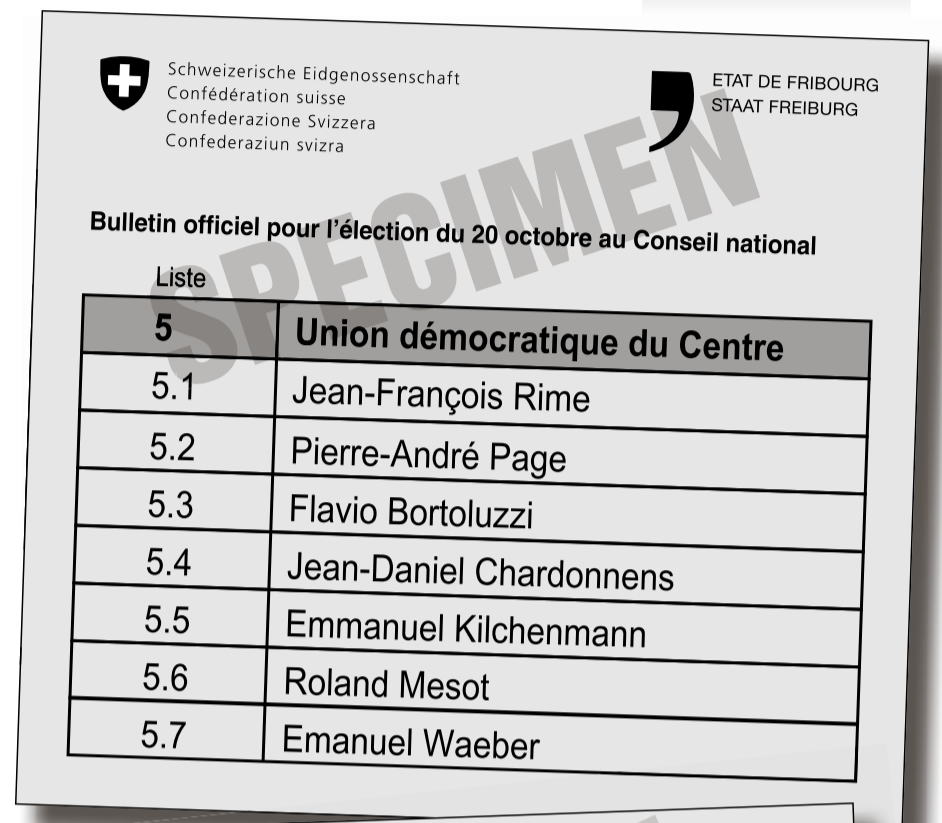 Schweizerische Eidgenossenschaft
Confédération suisse
Confederazione Svizzera
Confederaziun svizra
ETAT DE FRIBOURG
STAAT FREIBURG
SPECIMEN
Bulletin officiel pour l'élection du 20 octobre au Conseil national
Liste
5 Union démocratique du Centre
5.1 Jean-François Rime
5.2 Pierre-André Page
5.3 Flavio Bortoluzzi
5.4 Jean-Daniel Chardonnens
5.5 Emmanuel Kilchenmann
5.6 Roland Mesot
5.7 Emanuel Waeber